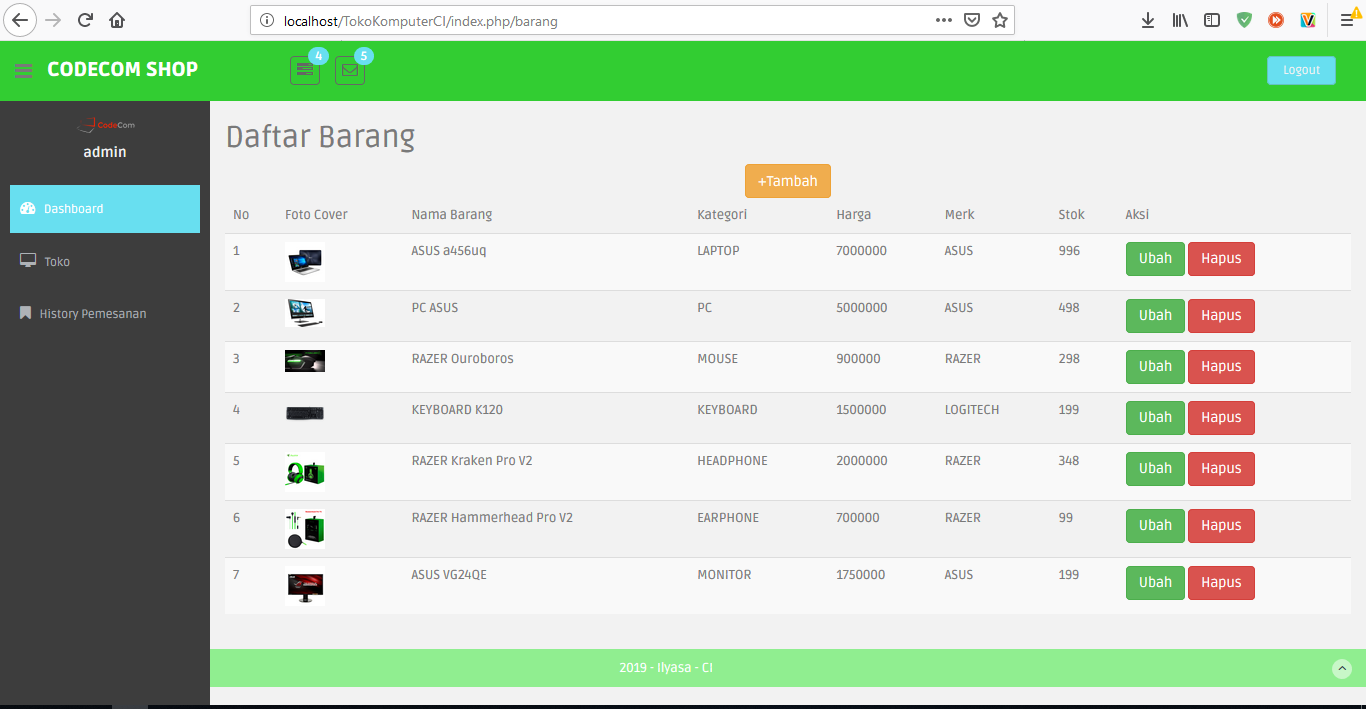 localhost/TokoKomputerCI/index.php/barang
CODECOM SHOP
4
5
Logout
CodeCom
admin
Dashboard
Toko
History Pemesanan
Daftar Barang
+Tambah
No Foto Cover Nama Barang Kategori Harga Merk Stok Aksi
1 ASUS a456uq LAPTOP 7000000 ASUS 996 Ubah Hapus
2 PC ASUS PC 5000000 ASUS 498 Ubah Hapus
3 RAZER Ouroboros MOUSE 900000 RAZER 298 Ubah Hapus
4 KEYBOARD K120 KEYBOARD 1500000 LOGITECH 199 Ubah Hapus
5 RAZER Kraken Pro V2 HEADPHONE 2000000 RAZER 348 Ubah Hapus
6 RAZER Hammerhead Pro V2 EARPHONE 700000 RAZER 99 Ubah Hapus
7 ASUS VG24QE MONITOR 1750000 ASUS 199 Ubah Hapus
2019 - Ilyasa - CI